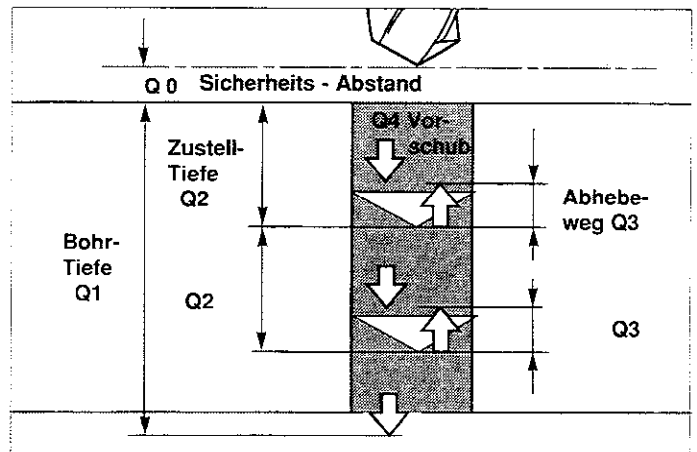 Q 0 Sicherheits - Abstand
Q4 Vor-
schub
Zustell-
Tiefe
Q2
Abhebe-
weg Q3
Bohr-
Tiefe
Q1
Q2
Q3